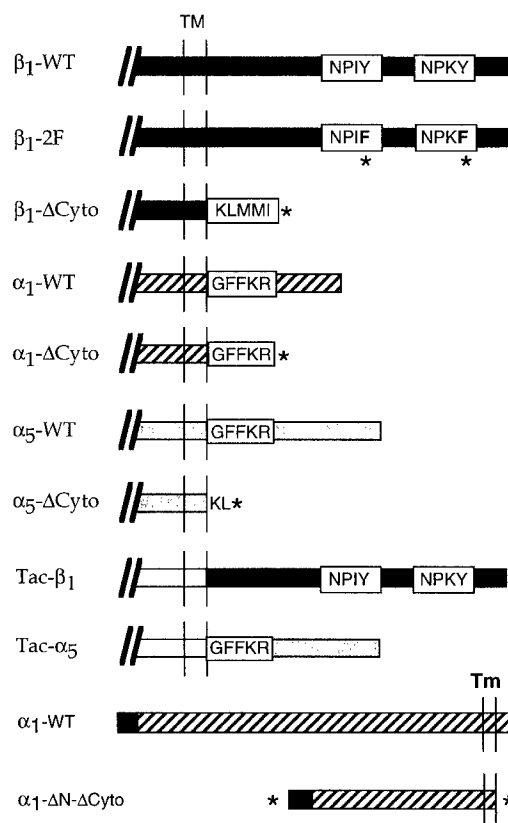 TM
β1-WT NPIY NPKY
β1-2F NPIF NPKF
* *
β1-ΔCyto KLMMI *
α1-WT GFFKR
α1-ΔCyto GFFKR *
α5-WT GFFKR
α5-ΔCyto KL*
Tac-β1 NPIY NPKY
Tac-α5 GFFKR
Tm
α1-WT
α1-ΔN-ΔCyto * *